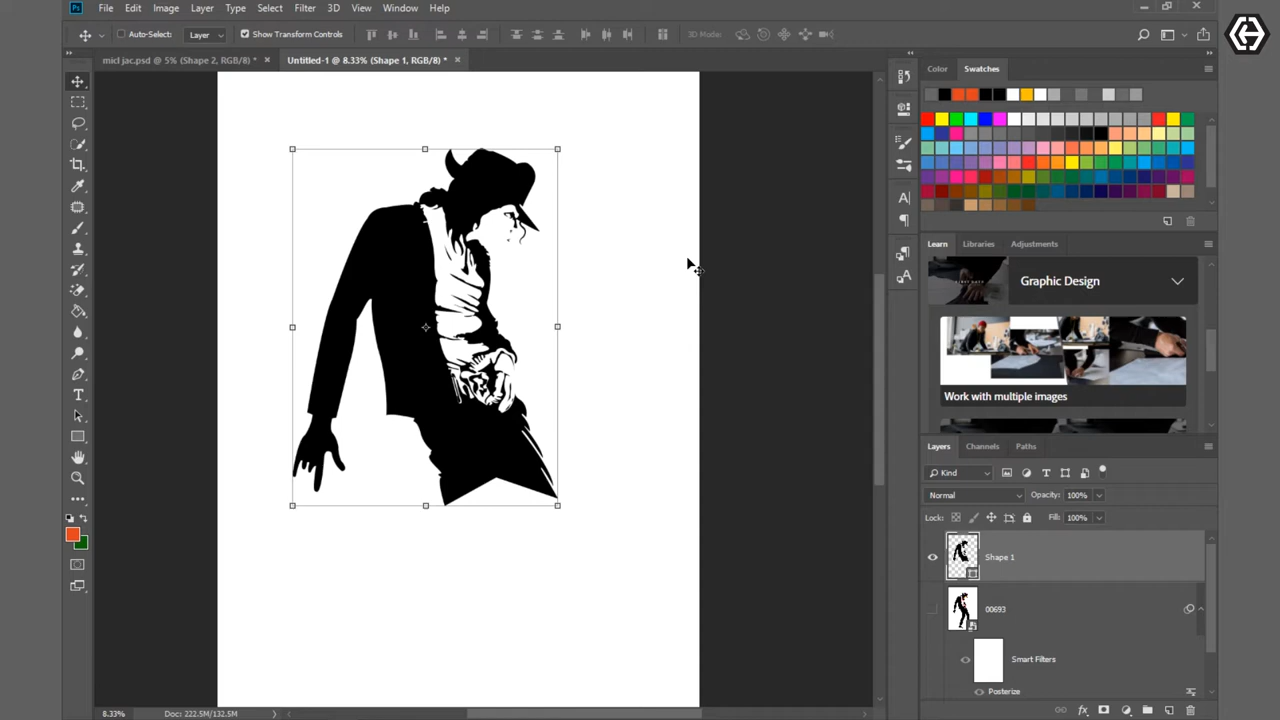 Ps File Edit Image Layer Type Select Filter 3D View Window Help
Auto-Select: Layer Show Transform Controls 3D Mode:
micl jac.psd @ 5% (Shape 2, RGB/8) * × Untitled-1 @ 8.33% (Shape 1, RGB/8) * ×
Color Swatches
Learn Libraries Adjustments
Graphic Design
Work with multiple images
Layers Channels Paths
Kind
Normal Opacity: 100%
Lock: Fill: 100%
Shape 1
00693
Smart Filters
Posterize
8.33% Doc: 222.5M/132.5M